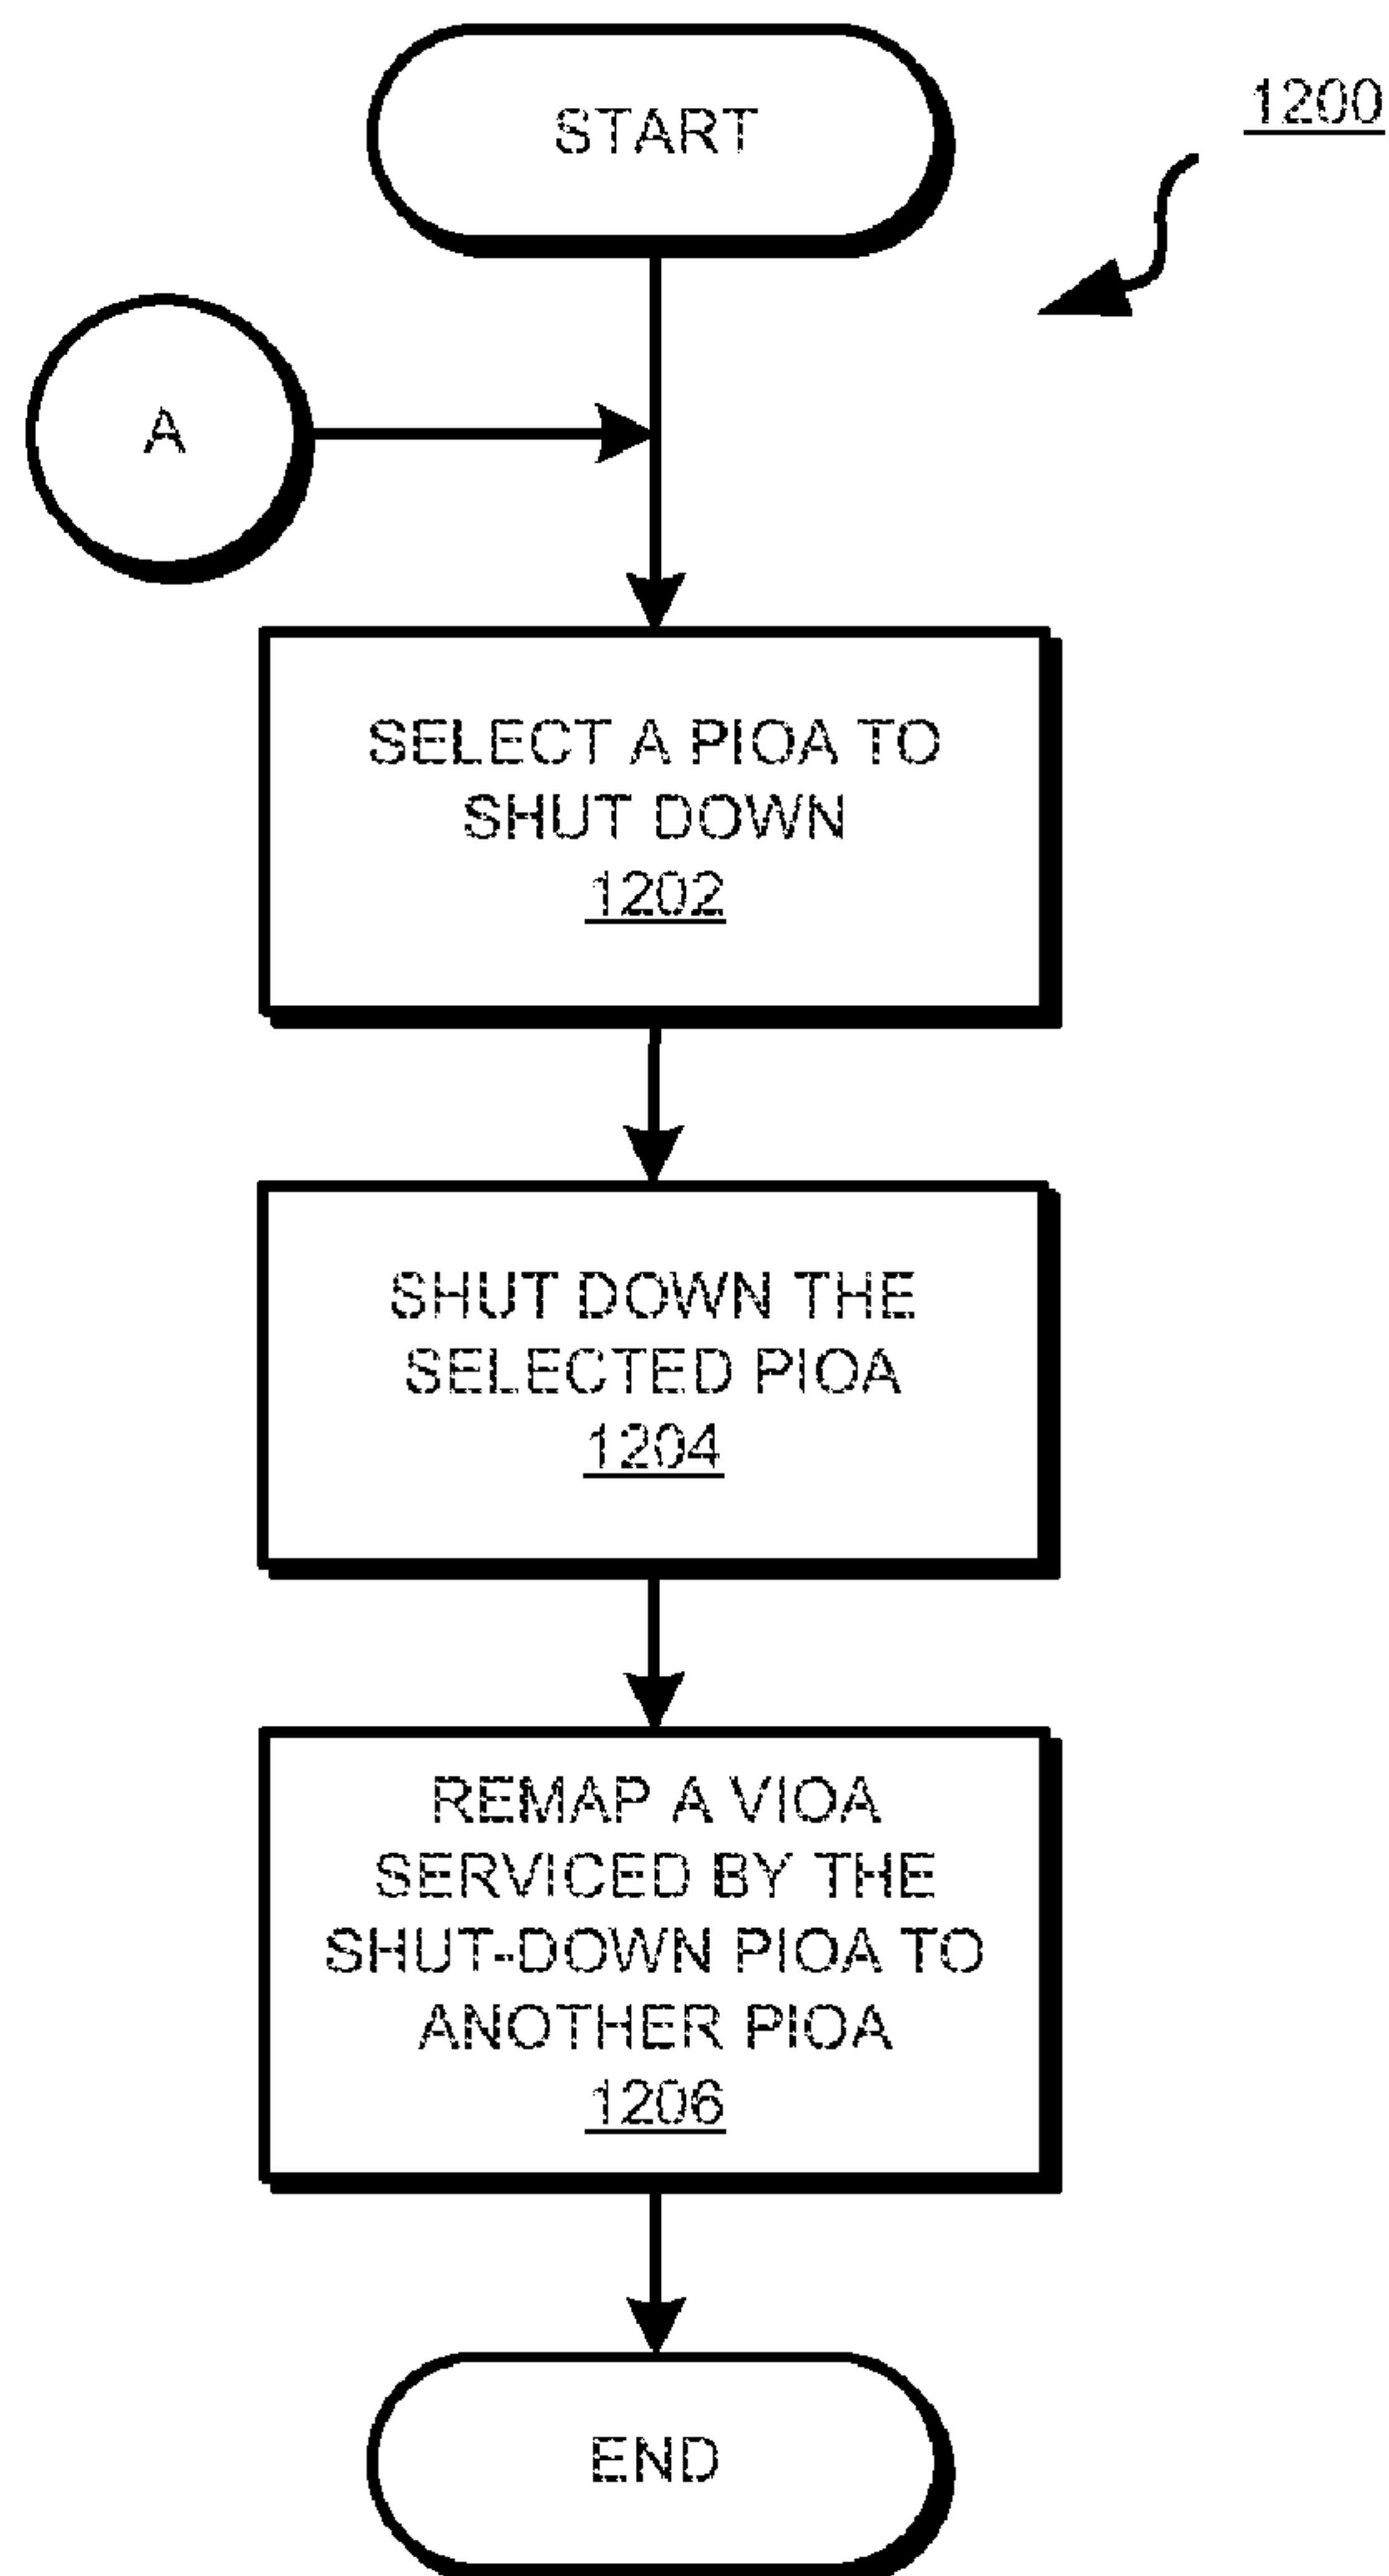 START
1200
A
SELECT A PIOA TO
SHUT DOWN
1202
SHUT DOWN THE
SELECTED PIOA
1204
REMAP A VIOA
SERVICED BY THE
SHUT-DOWN PIOA TO
ANOTHER PIOA
1206
END